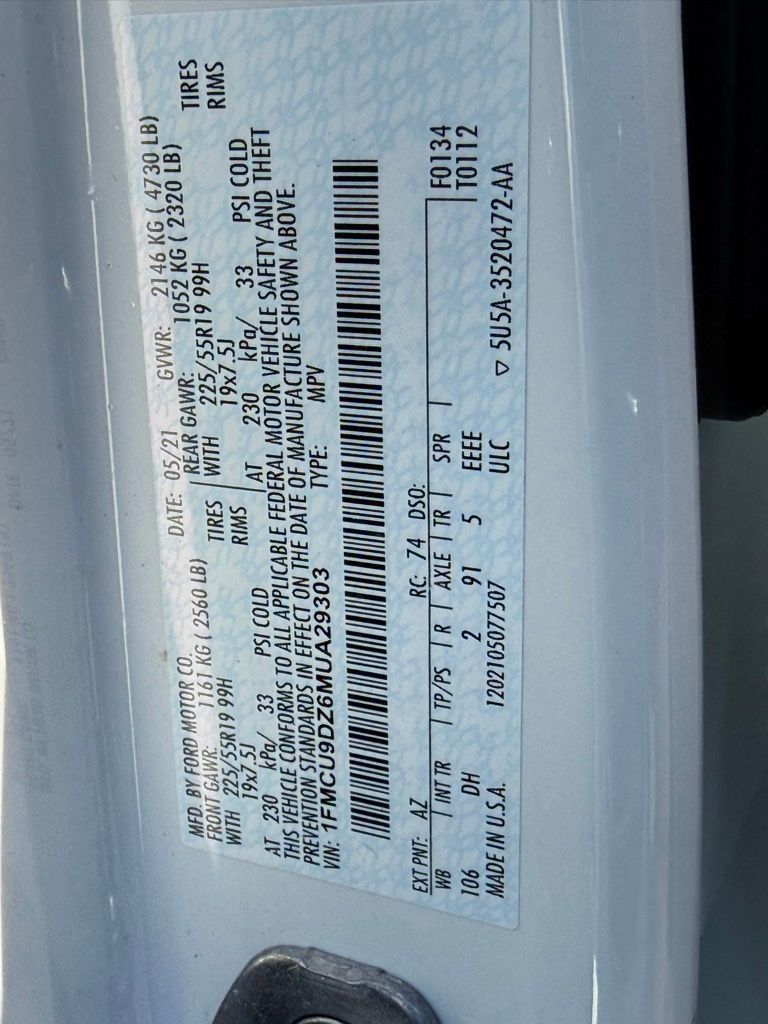 MFD. BY FORD MOTOR CO. DATE: 05/21 GVWR: 2146 KG ( 4730 LB)
FRONT GAWR: 1161 KG ( 2560 LB) REAR GAWR: 1052 KG ( 2320 LB)
WITH 225/55R19 99H TIRES WITH 225/55R19 99H TIRES
19x7.5J RIMS 19x7.5J RIMS
AT 230 kPa/ 33 PSI COLD AT 230 kPa/ 33 PSI COLD
THIS VEHICLE CONFORMS TO ALL APPLICABLE FEDERAL MOTOR VEHICLE SAFETY AND THEFT
PREVENTION STANDARDS IN EFFECT ON THE DATE OF MANUFACTURE SHOWN ABOVE.
VIN: 1FMCU9DZ6MUA29303 TYPE: MPV
EXT PNT: AZ RC: 74 DSO: F0134
WB INT TR TP/PS R AXLE TR SPR T0112
106 DH 2 91 5 EEEE
MADE IN U.S.A. 1202105077507 ULC ▽ 5U5A-3520472-AA